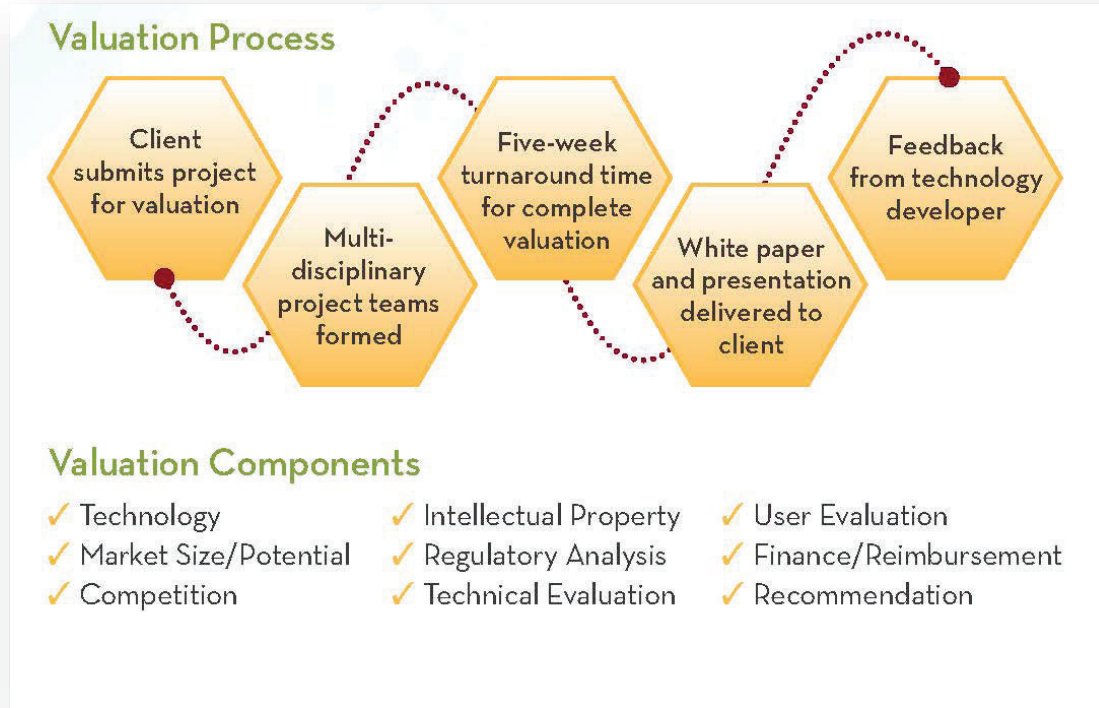 Valuation Process
Client
submits project
for valuation
Multi-
disciplinary
project teams
formed
Five-week
turnaround time
for complete
valuation
White paper
and presentation
delivered to
client
Feedback
from technology
developer
Valuation Components
✓ Technology
✓ Market Size/Potential
✓ Competition
✓ Intellectual Property
✓ Regulatory Analysis
✓ Technical Evaluation
✓ User Evaluation
✓ Finance/Reimbursement
✓ Recommendation